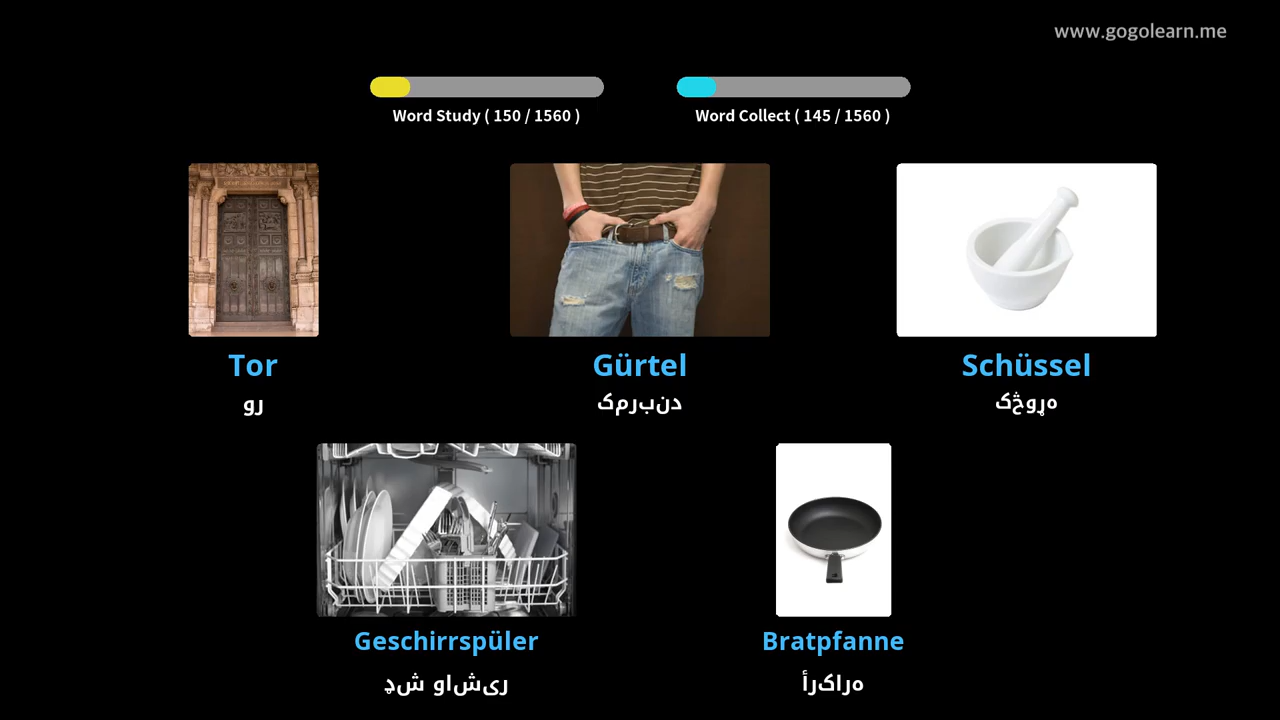 www.gogolearn.me
Word Study ( 150 / 1560 )
Word Collect ( 145 / 1560 )
Tor
رو
Gürtel
دنبرمک
Schüssel
هړوڅک
Geschirrspüler
ریشاو شډ
Bratpfanne
هراکرأ